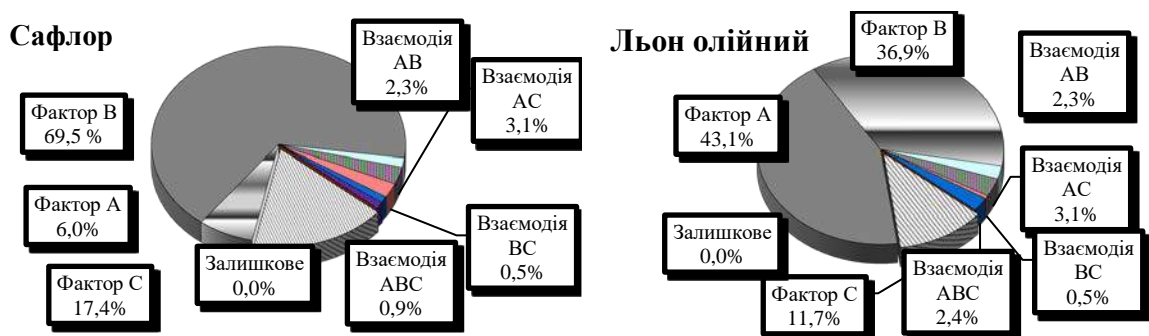 Сафлор
Взаємодія
АВ
2,3%
Взаємодія
АС
3,1%
Фактор В
69,5 %
Фактор А
6,0%
Фактор С
17,4%
Залишкове
0,0%
Взаємодія
АВС
0,9%
Взаємодія
ВС
0,5%
Льон олійний
Фактор В
36,9%
Взаємодія
АВ
2,3%
Фактор А
43,1%
Взаємодія
АС
3,1%
Залишкове
0,0%
Фактор С
11,7%
Взаємодія
АВС
2,4%
Взаємодія
ВС
0,5%